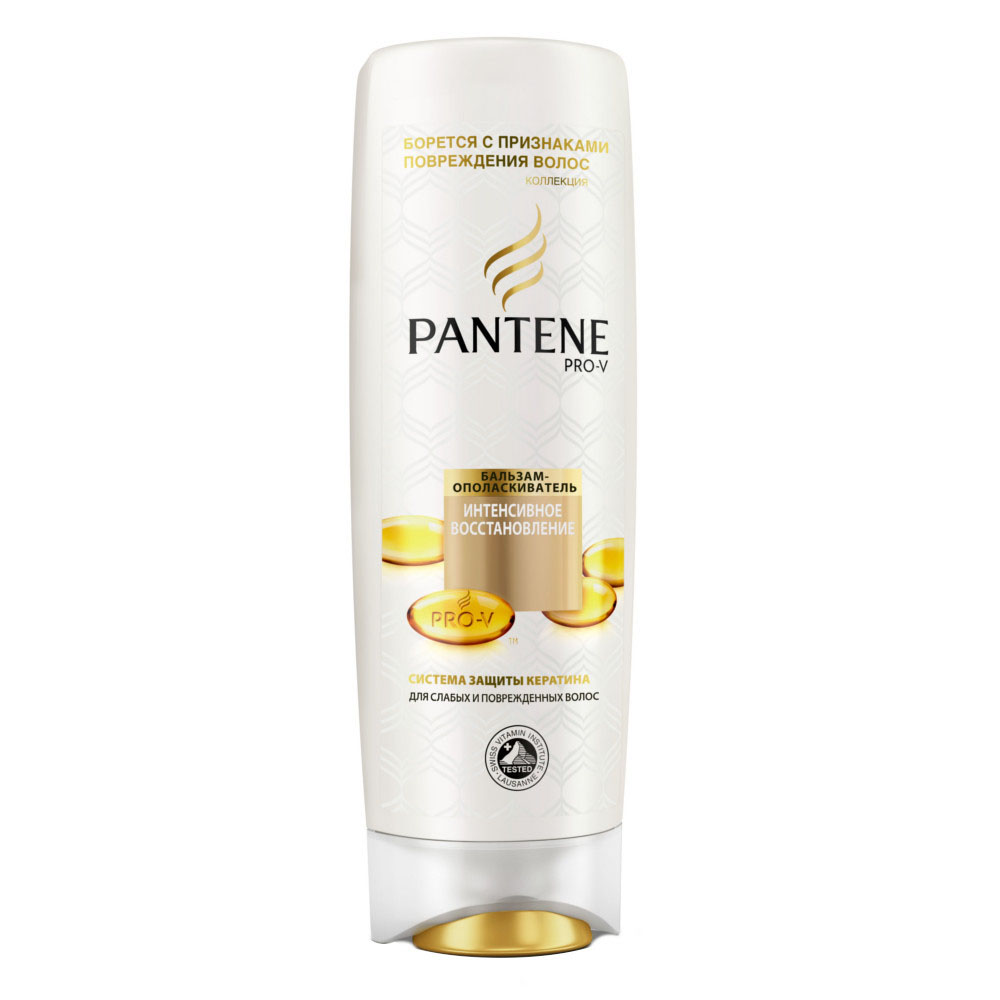 БОРЕТСЯ С ПРИЗНАКАМИ
ПОВРЕЖДЕНИЯ ВОЛОС
КОЛЛЕКЦИЯ
PANTENE
PRO-V
БАЛЬЗАМ-
ОПОЛАСКИВАТЕЛЬ
ИНТЕНСИВНОЕ
ВОССТАНОВЛЕНИЕ
PRO-V
TM
СИСТЕМА ЗАЩИТЫ КЕРАТИНА
ДЛЯ СЛАБЫХ И ПОВРЕЖДЕННЫХ ВОЛОС
SWISS VITAMIN INSTITUTE
TESTED
· LAUSANNE ·